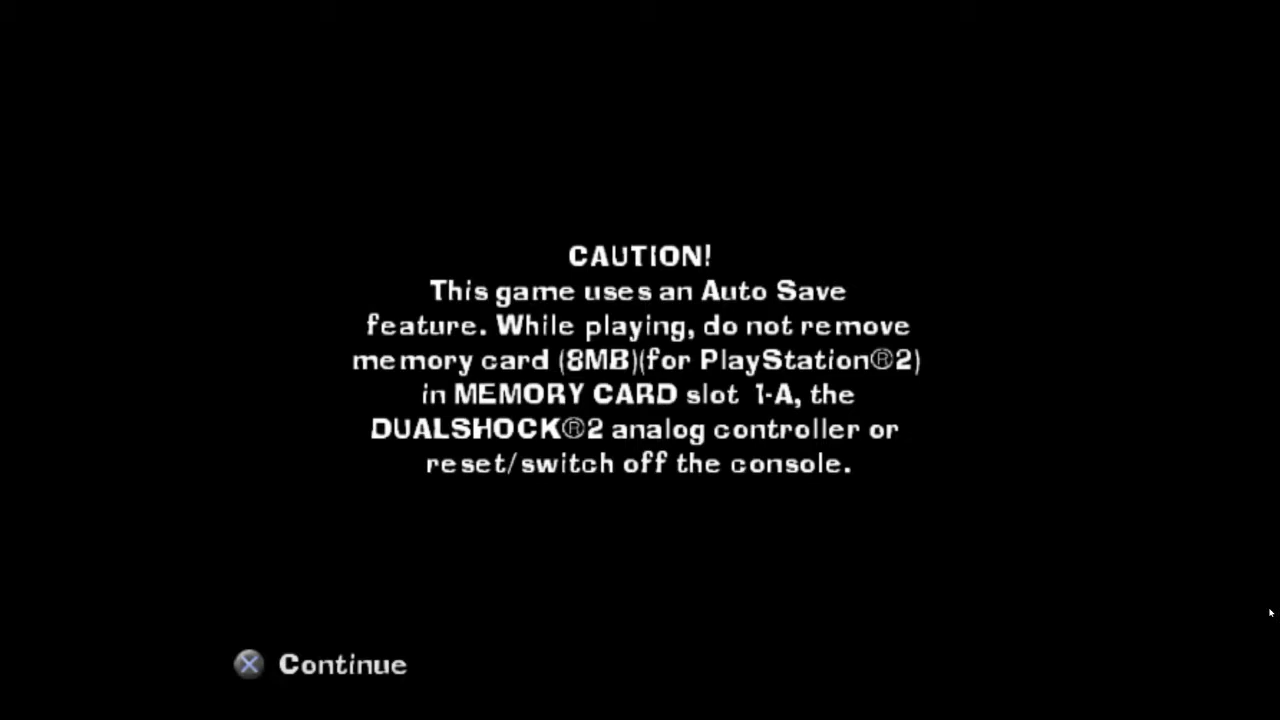 CAUTION!
This game uses an Auto Save
feature. While playing, do not remove
memory card (8MB)(for PlayStation®2)
in MEMORY CARD slot 1-A, the
DUALSHOCK®2 analog controller or
reset/switch off the console.
Continue